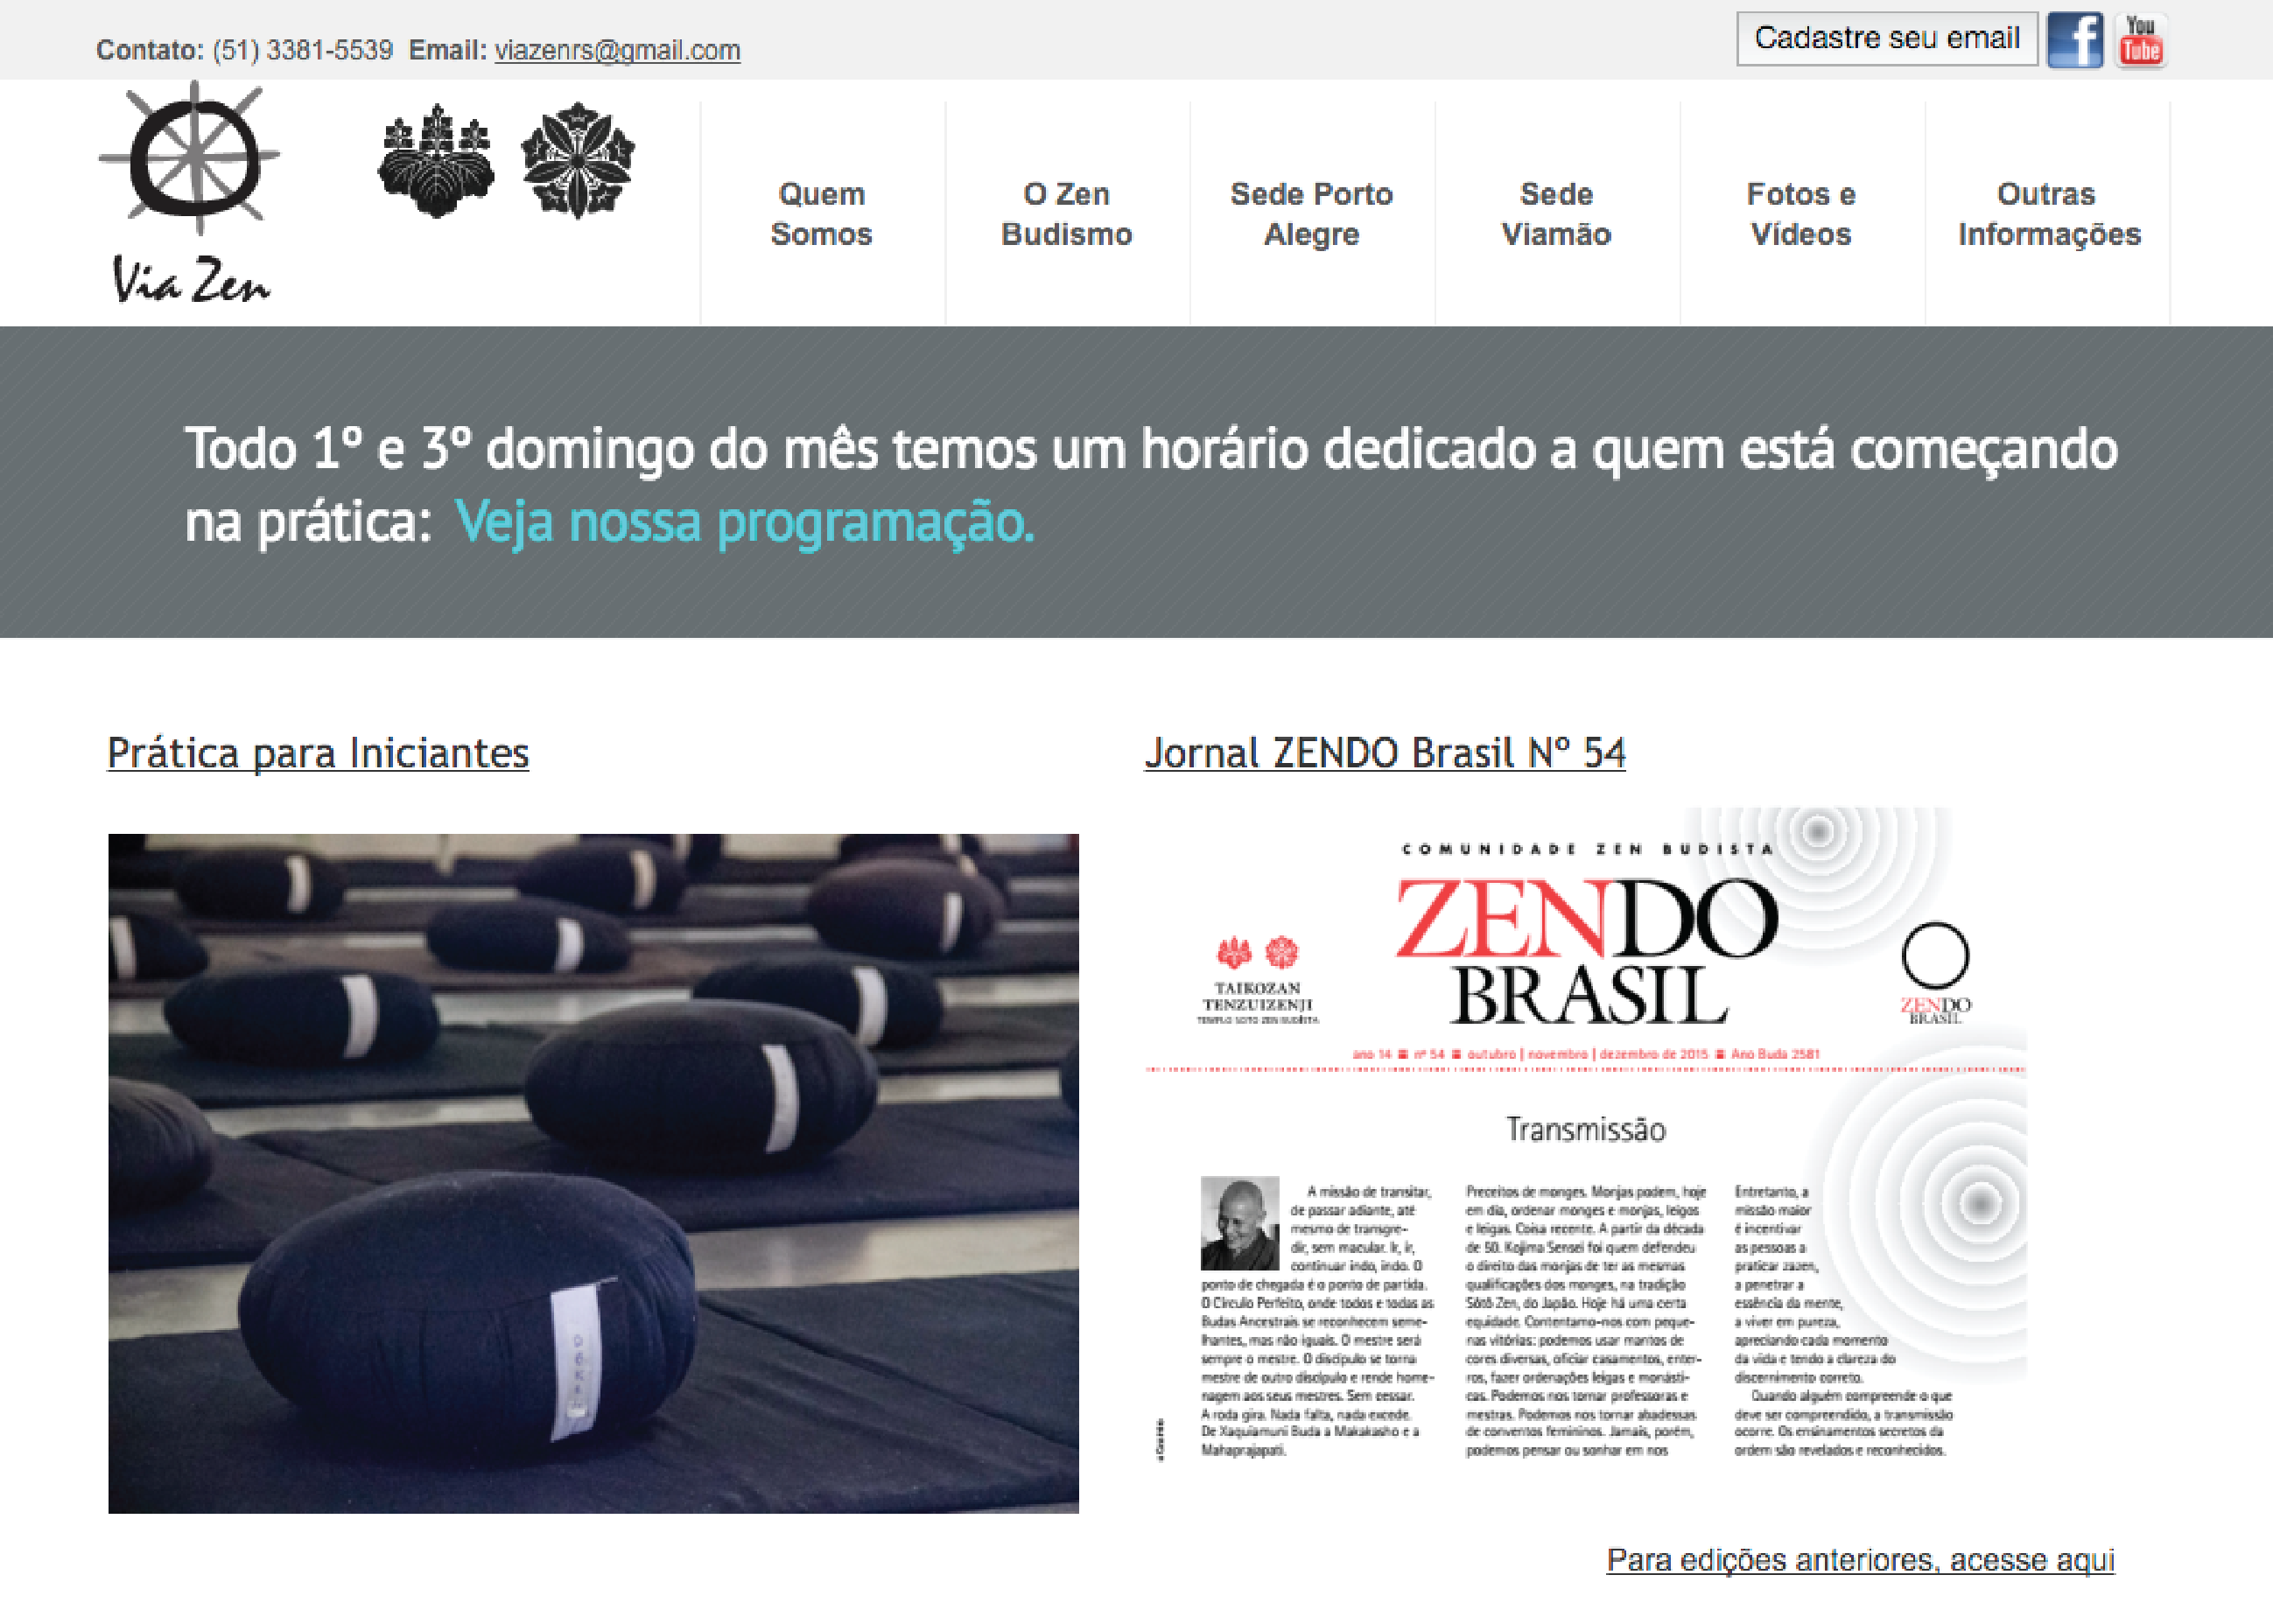 Contato: (51) 3381-5539 Email: viazenrs@gmail.com
Cadastre seu email
f
You
Tube
Via Zen
Quem
Somos
O Zen
Budismo
Sede Porto
Alegre
Sede
Viamão
Fotos e
Vídeos
Outras
Informações
Todo 1º e 3º domingo do mês temos um horário dedicado a quem está começando
na prática: Veja nossa programação.
Prática para Iniciantes
Jornal ZENDO Brasil Nº 54
COMUNIDADE ZEN BUDISTA
ZENDO
BRASIL
TAIKOZAN
TENZUIZENJI
TEMPLO SOTO ZEN BUDISTA
ZENDO
BRASIL
ano 14 nº 54 outubro | novembro | dezembro de 2015 Ano Buda 2581
Transmissão
A missão de transitar,
de passar adiante, até
mesmo de transgre-
dir, sem macular. Ir, ir,
continuar indo, indo. O
ponto de chegada é o ponto de partida.
O Círculo Perfeito, onde todos e todas as
Budas Ancestrais se reconhecem seme-
lhantes, mas não iguais. O mestre será
sempre o mestre. O discípulo se torna
mestre de outro discípulo e rende home-
nagem aos seus mestres. Sem cessar.
A roda gira. Nada falta, nada excede.
De Xaquiamuni Buda a Makakasho e a
Mahaprajapati.
Preceitos de monges. Monjas podem, hoje
em dia, ordenar monges e monjas, leigos
e leigas. Coisa recente. A partir da década
de 50. Kojima Sensei foi quem defendeu
o direito das monjas de ter as mesmas
qualificações dos monges, na tradição
Sôtô Zen, do Japão. Hoje há uma certa
equidade. Contentamo-nos com peque-
nas vitórias: podemos usar mantos de
cores diversas, oficiar casamentos, enter-
ros, fazer ordenações leigas e monásti-
cas. Podemos nos tornar professoras e
mestras. Podemos nos tornar abadessas
de conventos femininos. Jamais, porém,
podemos pensar ou sonhar em nos
Entretanto, a
missão maior
é incentivar
as pessoas a
praticar zazen,
a penetrar a
essência da mente,
a viver em pureza,
apreciando cada momento
da vida e tendo a clareza do
discernimento correto.
Quando alguém compreende o que
deve ser compreendido, a transmissão
ocorre. Os ensinamentos secretos da
ordem são revelados e reconhecidos.
Para edições anteriores, acesse aqui